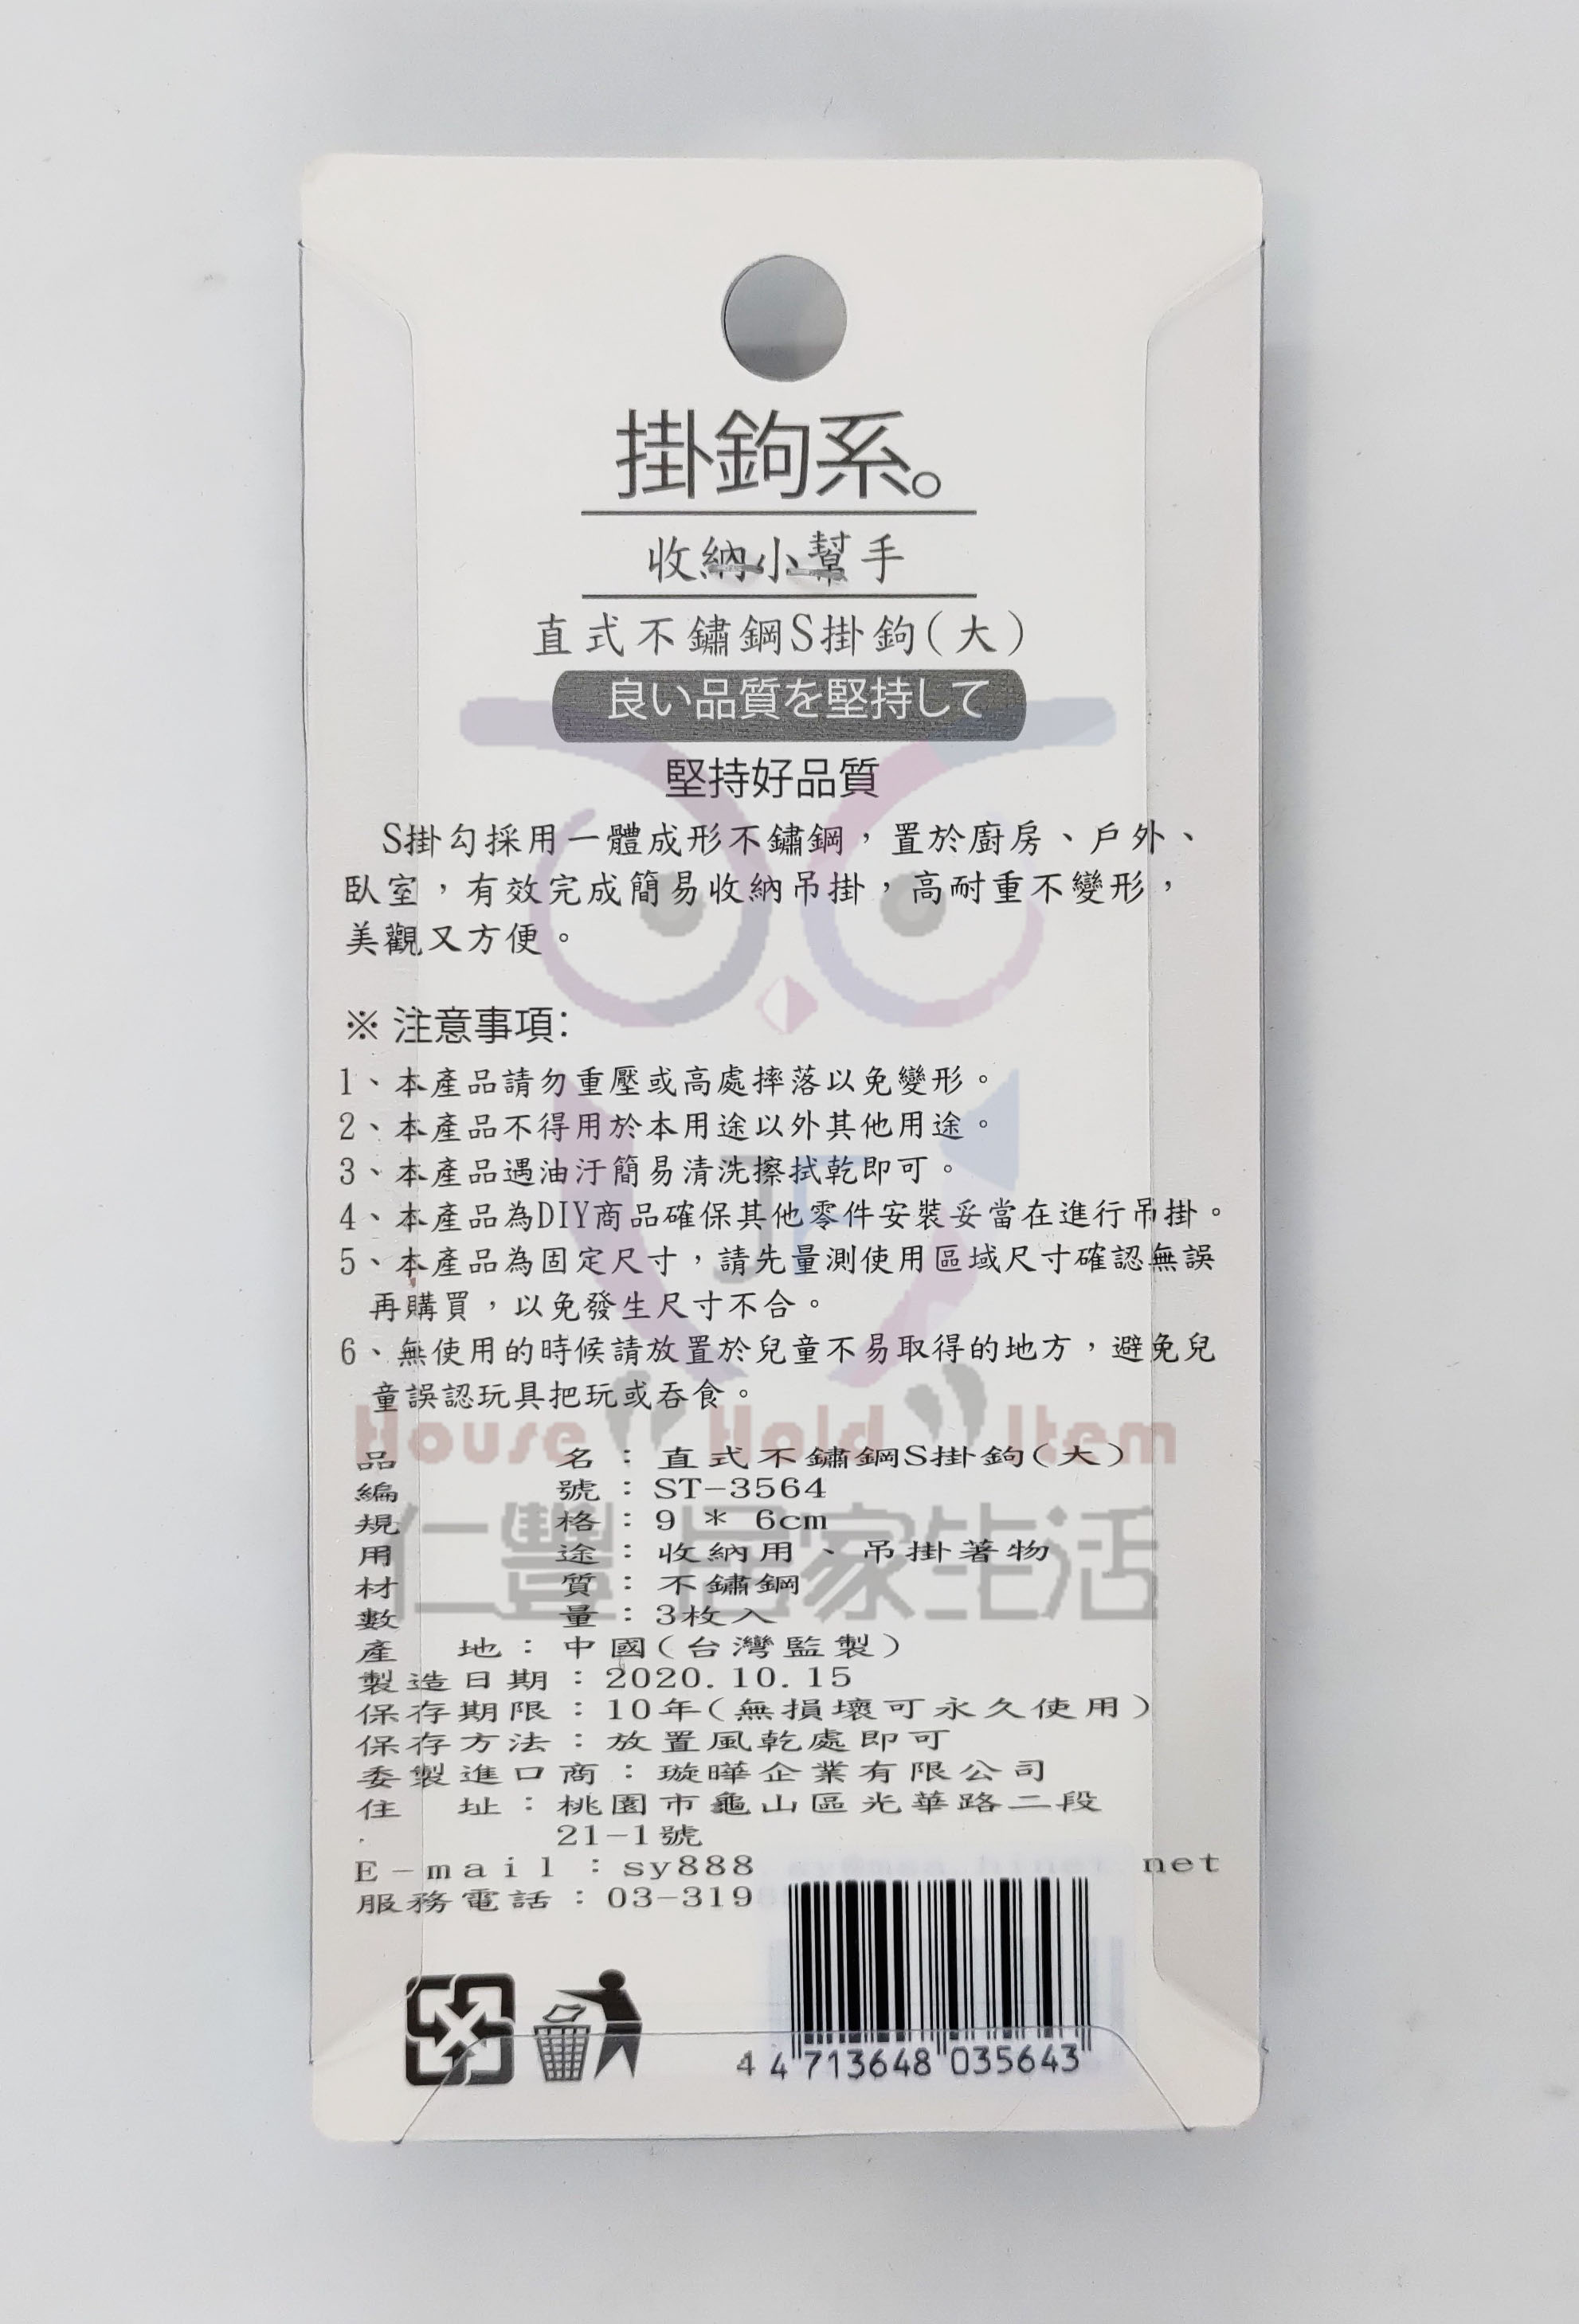 掛鉤系。
收納小幫手
直式不鏽鋼S掛鉤(大)
良い品質を堅持して
堅持好品質
S掛勾採用一體成形不鏽鋼，置於廚房、戶外、
臥室，有效完成簡易收納吊掛，高耐重不變形，
美觀又方便。
※ 注意事項：
1、本產品請勿重壓或高處摔落以免變形。
2、本產品不得用於本用途以外其他用途。
3、本產品遇油汙簡易清洗擦拭乾即可。
4、本產品為DIY商品確保其他零件安裝妥當在進行吊掛。
5、本產品為固定尺寸，請先量測使用區域尺寸確認無誤
再購買，以免發生尺寸不合。
6、無使用的時候請放置於兒童不易取得的地方，避免兒
童誤認玩具把玩或吞食。
JF
House Hold Item
仁豐 居家生活
品名：直式不鏽鋼S掛鉤(大)
編號：ST-3564
規格：9 * 6cm
用途：收納用、吊掛著物
材質：不鏽鋼
數量：3枚入
產地：中國(台灣監製)
製造日期：2020.10.15
保存期限：10年(無損壞可永久使用)
保存方法：放置風乾處即可
委製進口商：璇曄企業有限公司
住址：桃園市龜山區光華路二段
21-1號
E-mail：sy888 net
服務電話：03-319
4 4 713648 035643